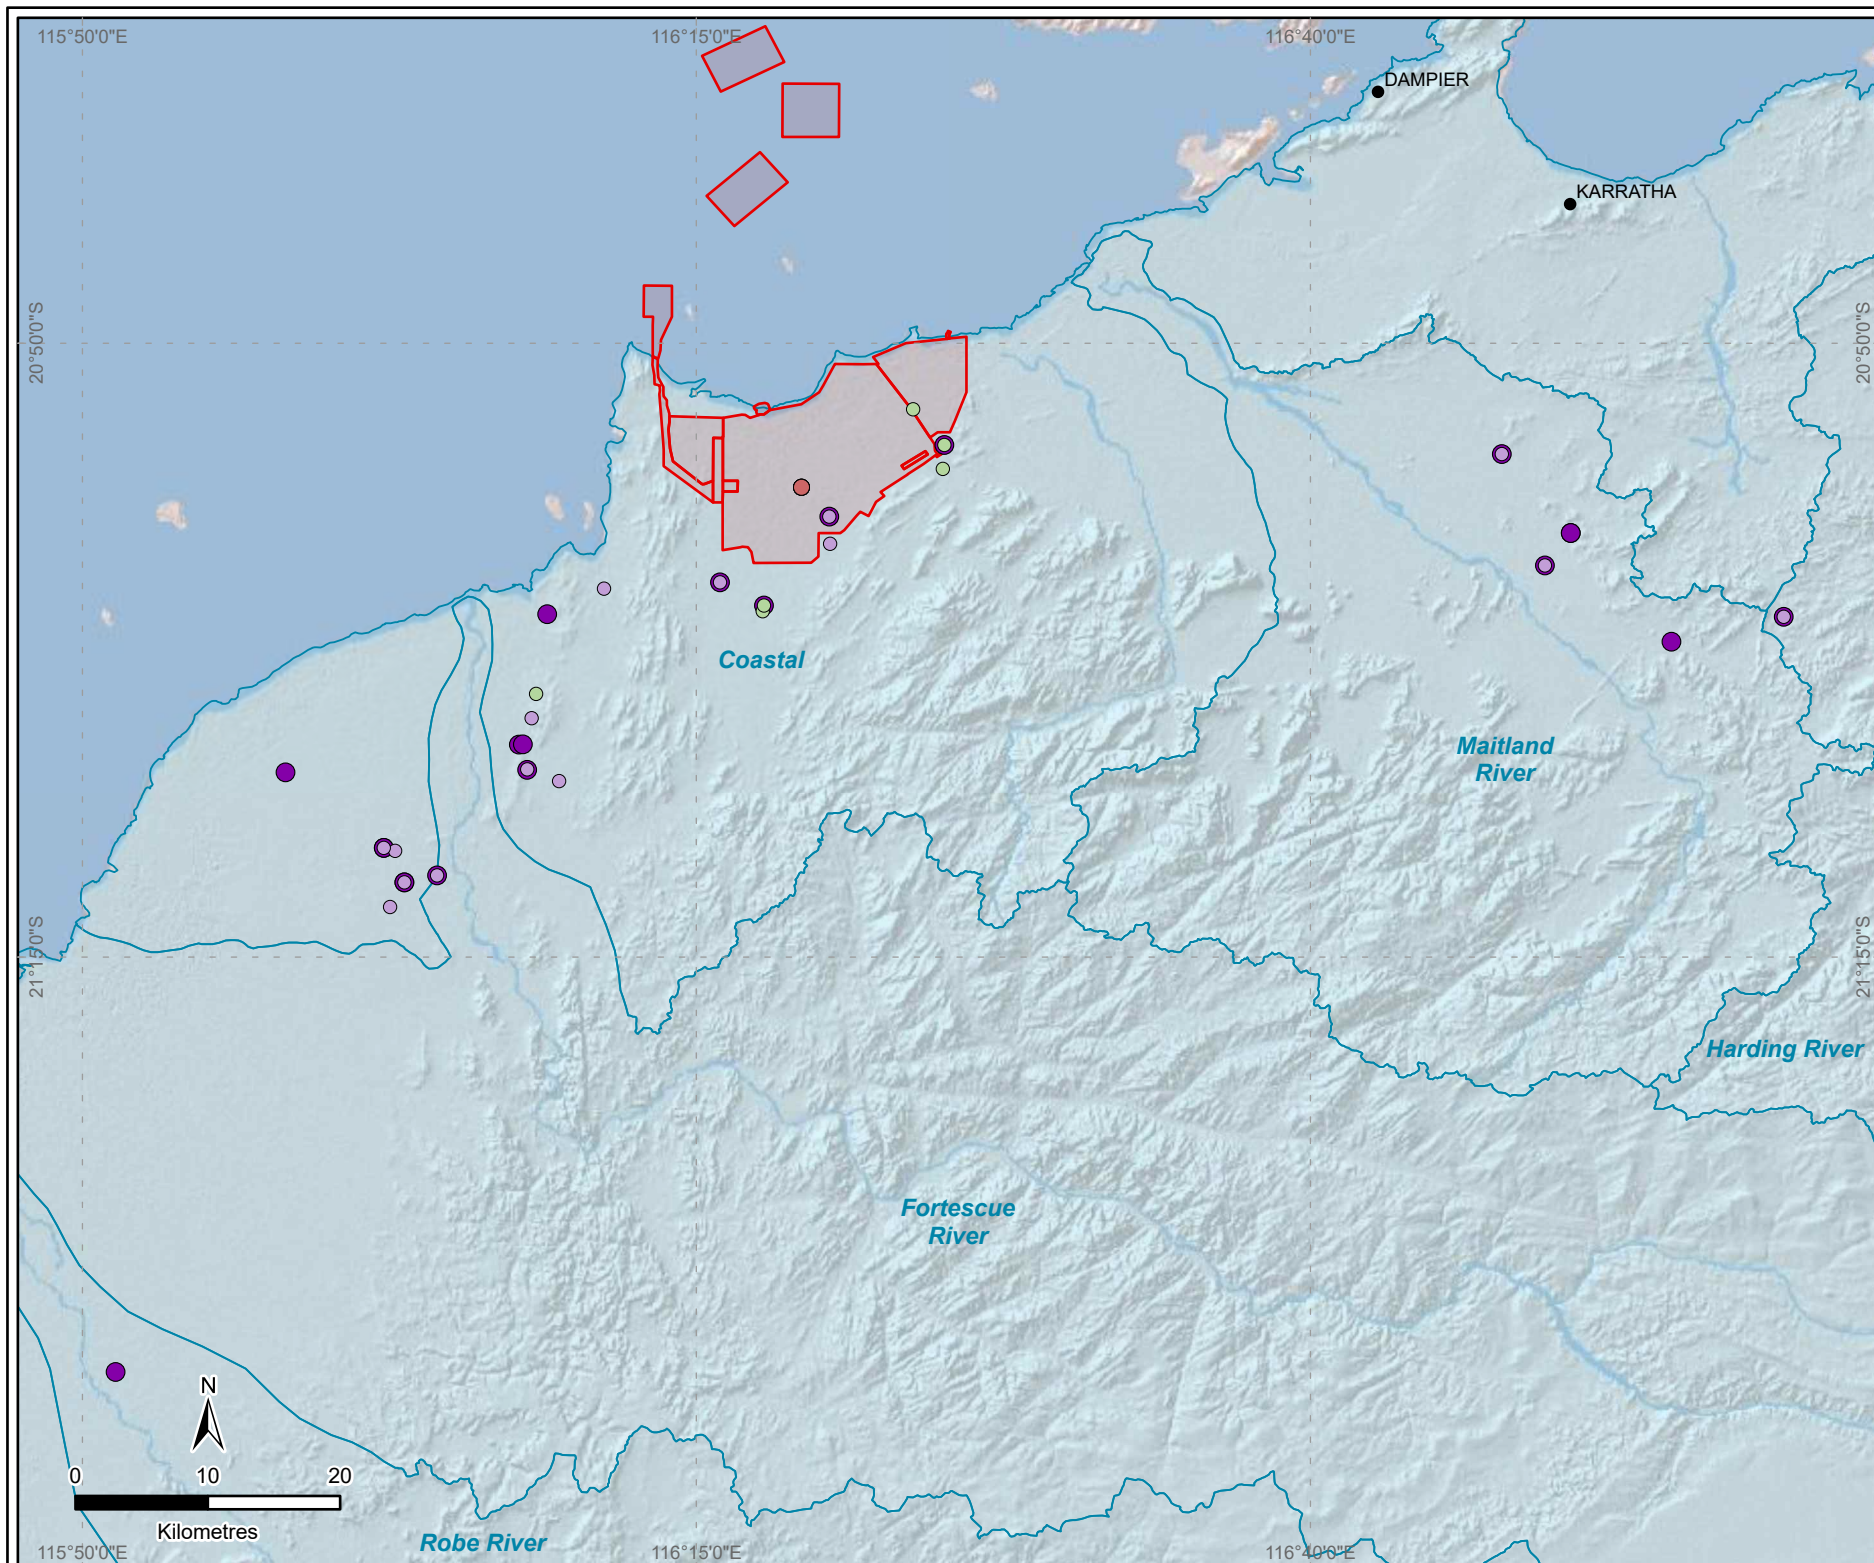 115°50'0"E
116°15'0"E
116°40'0"E
DAMPIER
KARRATHA
20°50'0"S
20°50'0"S
Coastal
Maitland
River
21°15'0"S
21°15'0"S
Harding River
Fortescue
River
N
0 10 20
Kilometres
Robe River
115°50'0"E
116°15'0"E
116°40'0"E